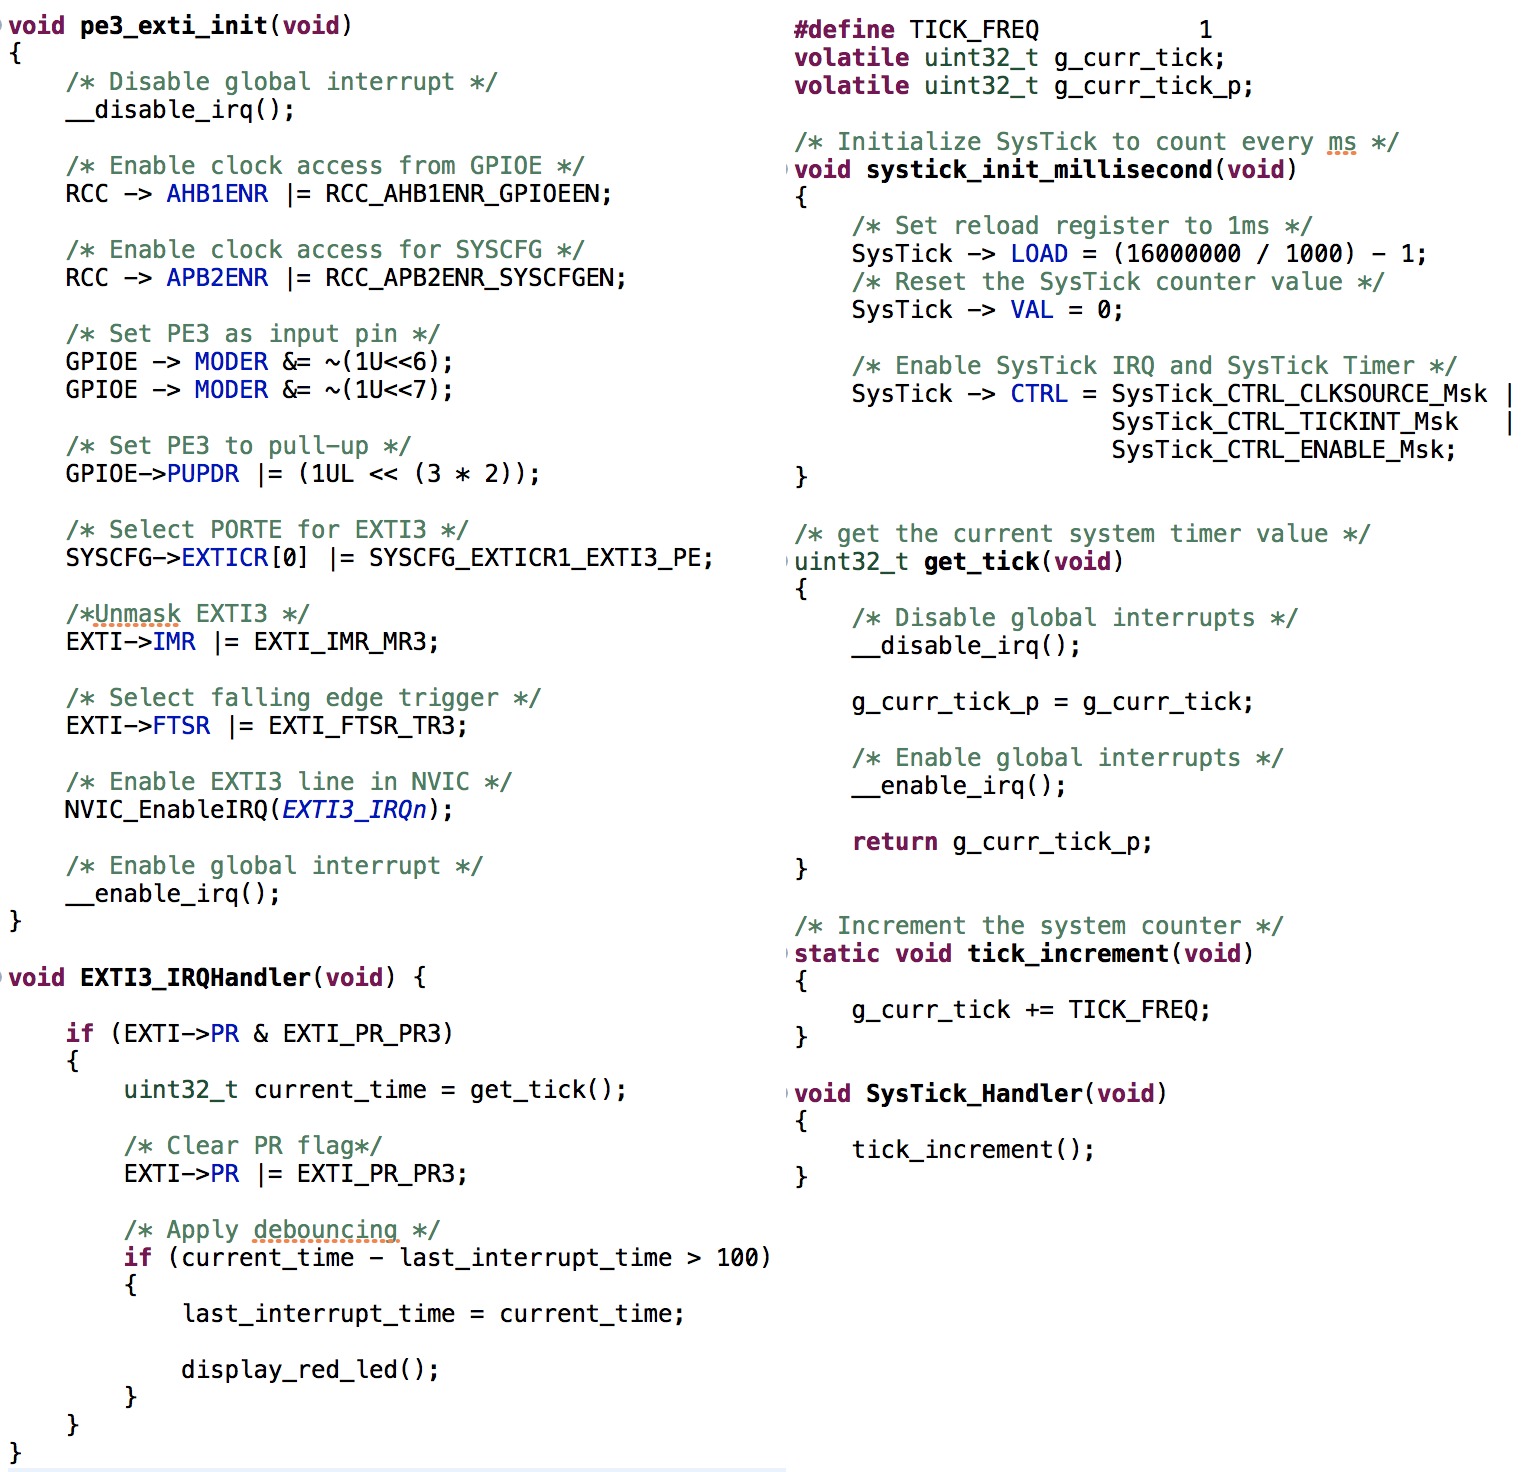 void pe3_exti_init(void)
{
    /* Disable global interrupt */
    __disable_irq();

    /* Enable clock access from GPIOE */
    RCC -> AHB1ENR |= RCC_AHB1ENR_GPIOEEN;

    /* Enable clock access for SYSCFG */
    RCC -> APB2ENR |= RCC_APB2ENR_SYSCFGEN;

    /* Set PE3 as input pin */
    GPIOE -> MODER &= ~(1U<<6);
    GPIOE -> MODER &= ~(1U<<7);

    /* Set PE3 to pull-up */
    GPIOE->PUPDR |= (1UL << (3 * 2));

    /* Select PORTE for EXTI3 */
    SYSCFG->EXTICR[0] |= SYSCFG_EXTICR1_EXTI3_PE;

    /*Unmask EXTI3 */
    EXTI->IMR |= EXTI_IMR_MR3;

    /* Select falling edge trigger */
    EXTI->FTSR |= EXTI_FTSR_TR3;

    /* Enable EXTI3 line in NVIC */
    NVIC_EnableIRQ(EXTI3_IRQn);

    /* Enable global interrupt */
    __enable_irq();
}

void EXTI3_IRQHandler(void) {

    if (EXTI->PR & EXTI_PR_PR3)
    {
        uint32_t current_time = get_tick();

        /* Clear PR flag*/
        EXTI->PR |= EXTI_PR_PR3;

        /* Apply debouncing */
        if (current_time - last_interrupt_time > 100)
        {
            last_interrupt_time = current_time;

            display_red_led();
        }
    }
}

#define TICK_FREQ           1
volatile uint32_t g_curr_tick;
volatile uint32_t g_curr_tick_p;

/* Initialize SysTick to count every ms */
void systick_init_millisecond(void)
{
    /* Set reload register to 1ms */
    SysTick -> LOAD = (16000000 / 1000) - 1;
    /* Reset the SysTick counter value */
    SysTick -> VAL = 0;

    /* Enable SysTick IRQ and SysTick Timer */
    SysTick -> CTRL = SysTick_CTRL_CLKSOURCE_Msk |
                      SysTick_CTRL_TICKINT_Msk   |
                      SysTick_CTRL_ENABLE_Msk;
}

/* get the current system timer value */
uint32_t get_tick(void)
{
    /* Disable global interrupts */
    __disable_irq();

    g_curr_tick_p = g_curr_tick;

    /* Enable global interrupts */
    __enable_irq();

    return g_curr_tick_p;
}

/* Increment the system counter */
static void tick_increment(void)
{
    g_curr_tick += TICK_FREQ;
}

void SysTick_Handler(void)
{
    tick_increment();
}